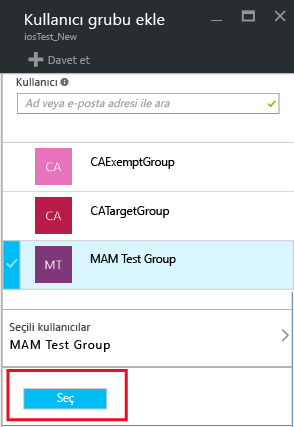 Kullanıcı grubu ekle
iosTest_New
Davet et
Kullanıcı
Ad veya e-posta adresi ile ara
CA CAExemptGroup
CA CATargetGroup
MT MAM Test Group
Seçili kullanıcılar
MAM Test Group
Seç